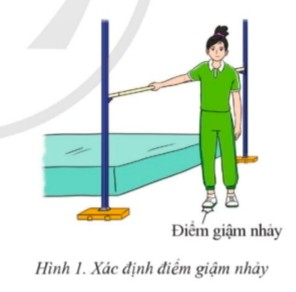 Điểm giậm nhảy
Hình 1. Xác định điểm giậm nhảy